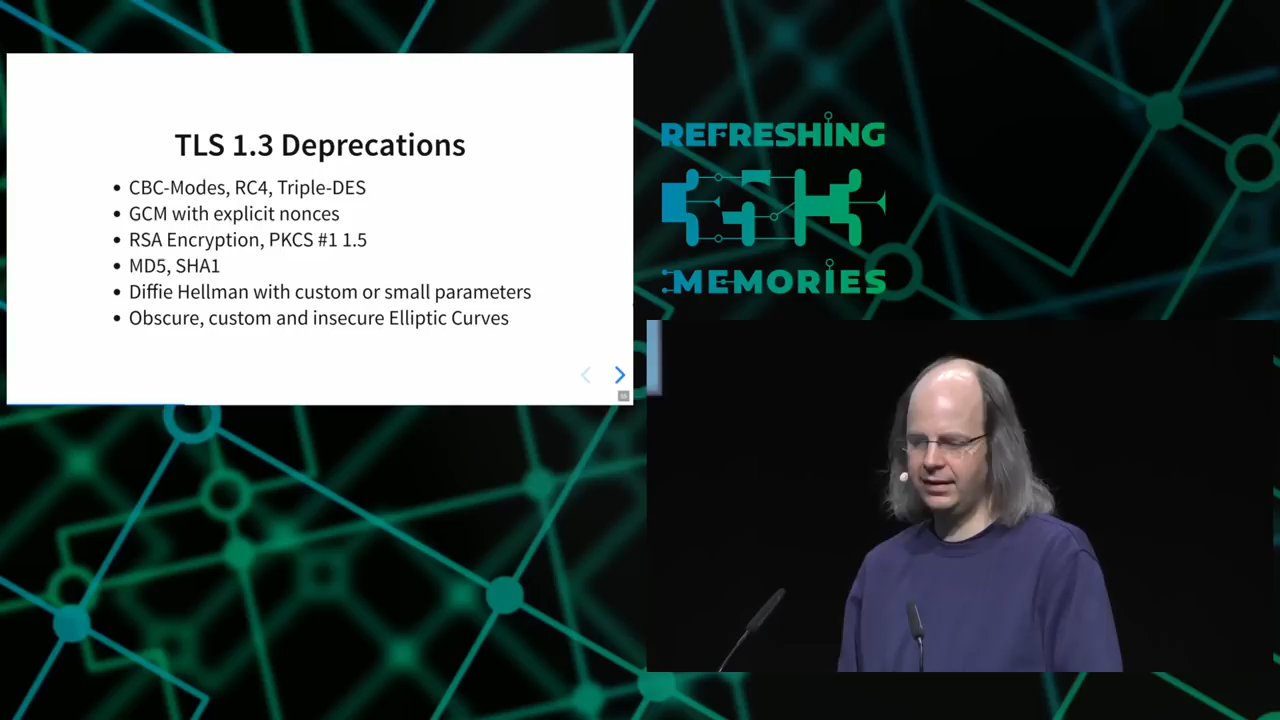 TLS 1.3 Deprecations
CBC-Modes, RC4, Triple-DES
GCM with explicit nonces
RSA Encryption, PKCS #1 1.5
MD5, SHA1
Diffie Hellman with custom or small parameters
Obscure, custom and insecure Elliptic Curves
REFRESHING
MEMORIES